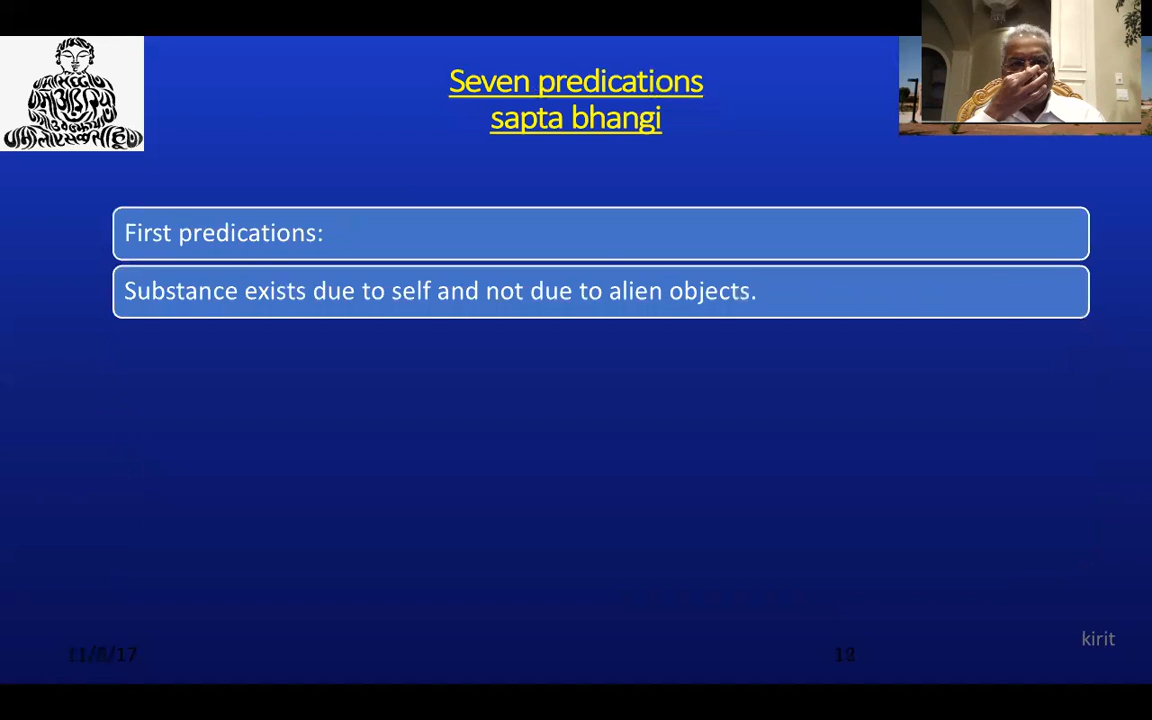 Seven predications
sapta bhangi
First predications:
Substance exists due to self and not due to alien objects.
kirit